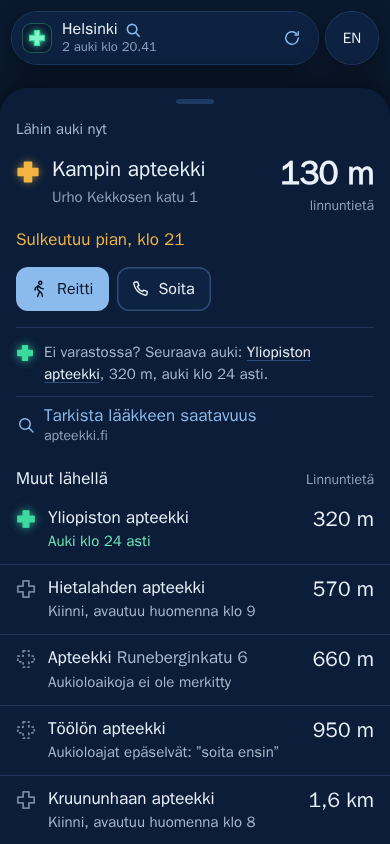 Helsinki
2 auki klo 20.41
EN
Lähin auki nyt
Kampin apteekki
130 m
Urho Kekkosen katu 1
linnuntietä
Sulkeutuu pian, klo 21
Reitti
Soita
Ei varastossa? Seuraava auki: Yliopiston
apteekki, 320 m, auki klo 24 asti.
Tarkista lääkkeen saatavuus
apteekki.fi
Muut lähellä
Linnuntietä
Yliopiston apteekki
320 m
Auki klo 24 asti
Hietalahden apteekki
570 m
Kiinni, avautuu huomenna klo 9
Apteekki Runeberginkatu 6
660 m
Aukioloaikoja ei ole merkitty
Töölön apteekki
950 m
Aukioloajat epäselvät: ”soita ensin”
Kruununhaan apteekki
1,6 km
Kiinni, avautuu huomenna klo 8